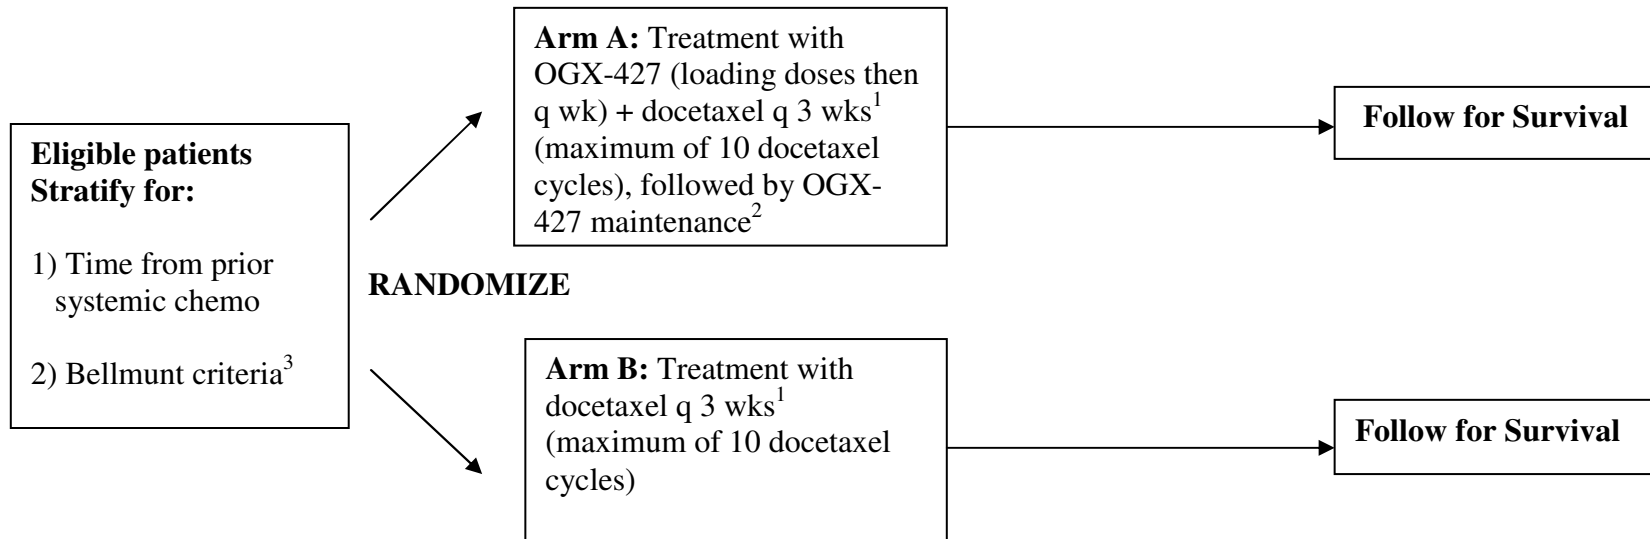 Eligible patients
Stratify for:
1) Time from prior
systemic chemo
2) Bellmunt criteria³
RANDOMIZE
Arm A: Treatment with
OGX-427 (loading doses then
q wk) + docetaxel q 3 wks¹
(maximum of 10 docetaxel
cycles), followed by OGX-
427 maintenance²
Follow for Survival
Arm B: Treatment with
docetaxel q 3 wks¹
(maximum of 10 docetaxel
cycles)
Follow for Survival